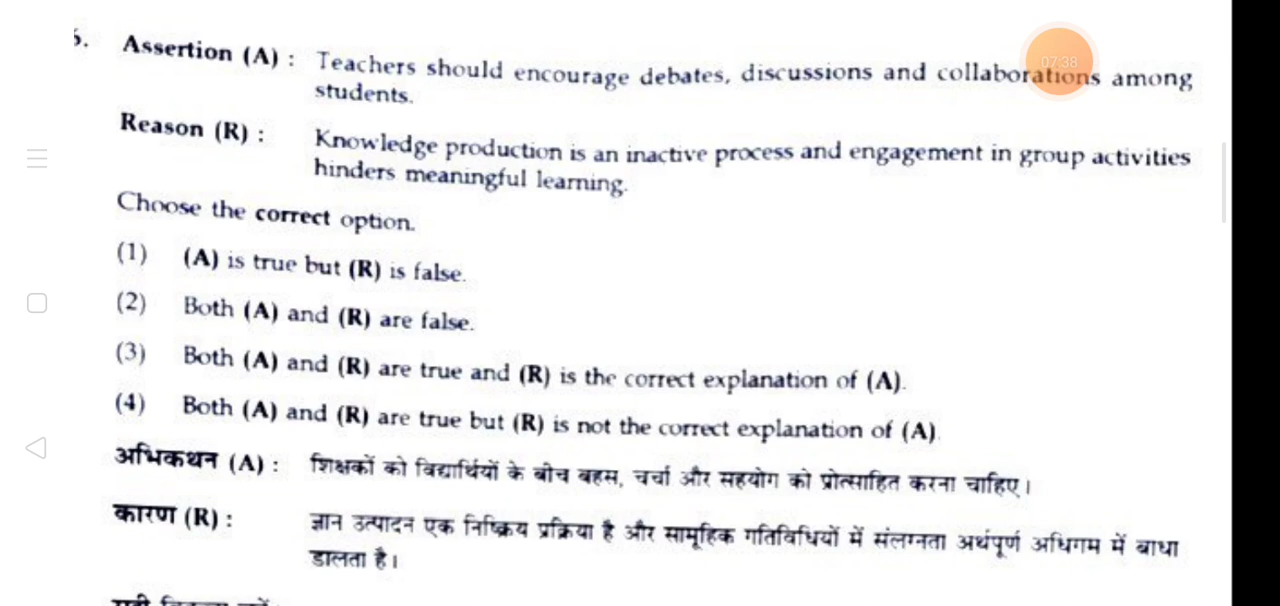 5.
Assertion (A) : Teachers should encourage debates, discussions and collaborations among
students.
07:38
Reason (R) : Knowledge production is an inactive process and engagement in group activities
hinders meaningful learning.
Choose the correct option.
(1) (A) is true but (R) is false.
(2) Both (A) and (R) are false.
(3) Both (A) and (R) are true and (R) is the correct explanation of (A).
(4) Both (A) and (R) are true but (R) is not the correct explanation of (A).
अभिकथन (A) : शिक्षकों को विद्यार्थियों के बीच बहस, चर्चा और सहयोग को प्रोत्साहित करना चाहिए।
कारण (R) : ज्ञान उत्पादन एक निष्क्रिय प्रक्रिया है और सामूहिक गतिविधियों में संलग्नता अर्थपूर्ण अधिगम में बाधा
डालता है।